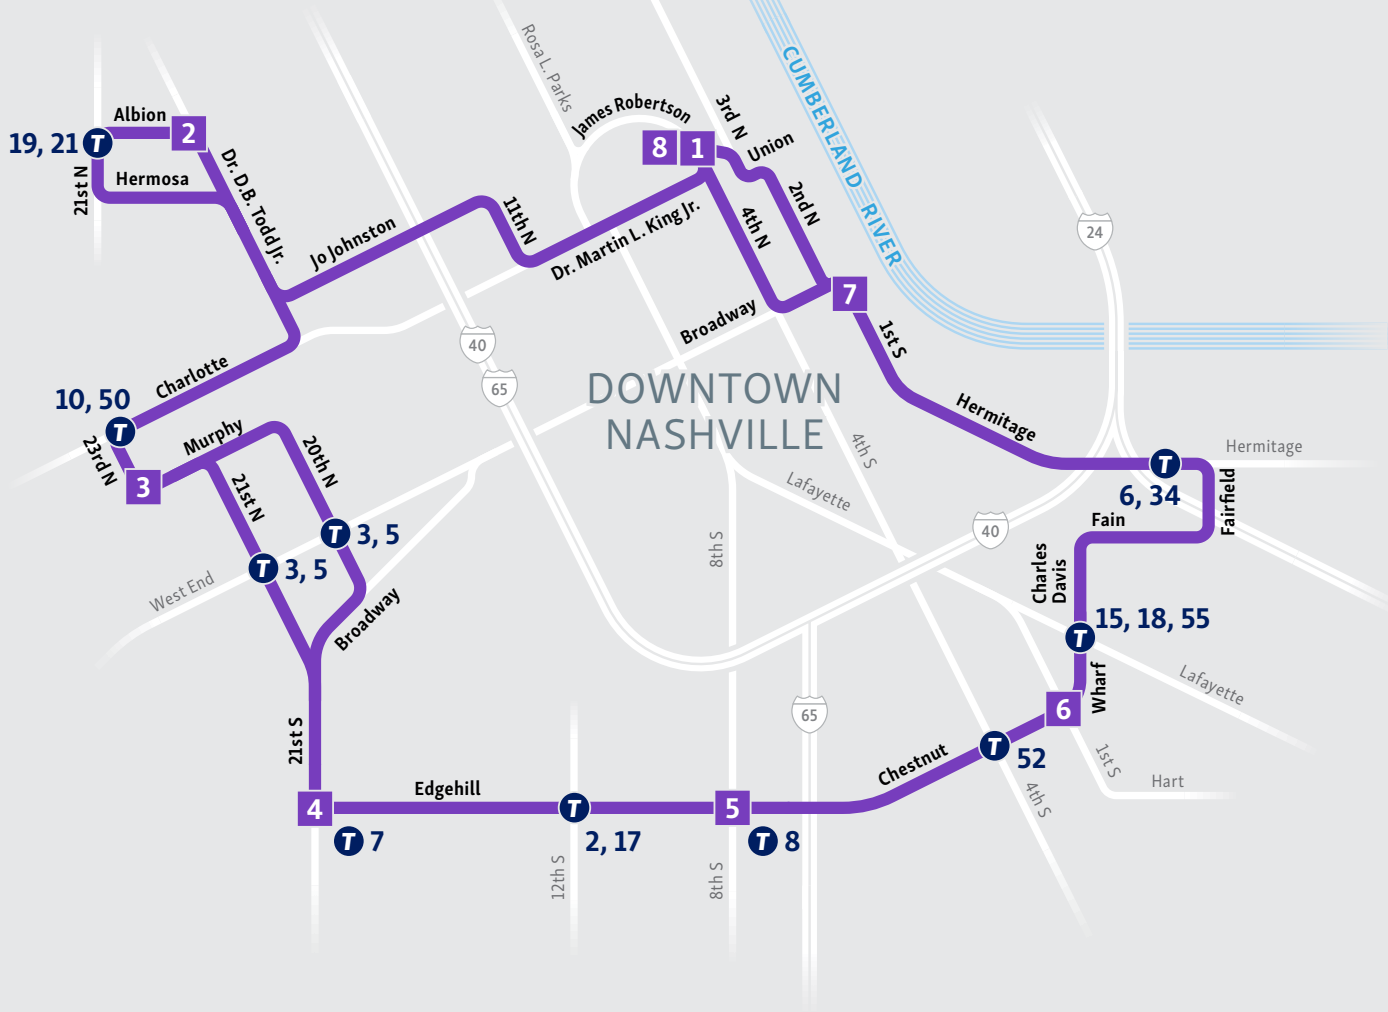 CUMBERLAND RIVER
Rosa L. Parks
James Robertson
3rd N
Union
Albion
2
19, 21
T
21st N
Hermosa
Dr. D.B. Todd Jr.
8
1
2nd N
4th N
11th N
Jo Johnston
Dr. Martin L. King Jr.
24
7
Broadway
1st S
40
65
Charlotte
DOWNTOWN
NASHVILLE
10, 50
T
23rd N
3
Murphy
20th N
21st N
Hermitage
4th S
Hermitage
T
6, 34
Fairfield
Lafayette
Fain
40
T
3, 5
T
3, 5
West End
8th S
Charles
Davis
Broadway
15, 18, 55
T
Lafayette
Wharf
6
65
21st S
1st S
T
52
Chestnut
Hart
4th S
Edgehill
4
T
5
T 7
2, 17
T 8
12th S
8th S